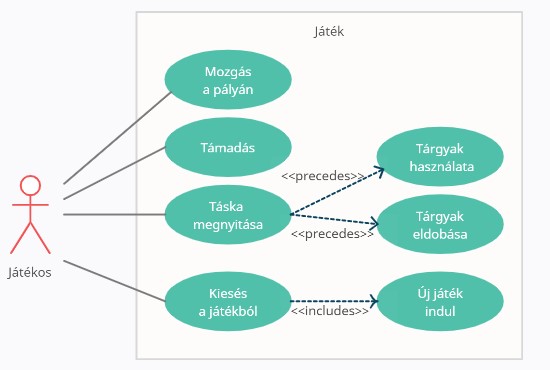 Játék
Mozgás
a pályán
Támadás
Tárgyak
használata
<<precedes>>
Táska
megnyitása
Tárgyak
eldobása
<<precedes>>
Játékos
Kiesés
a játékból
Új játék
indul
<<includes>>